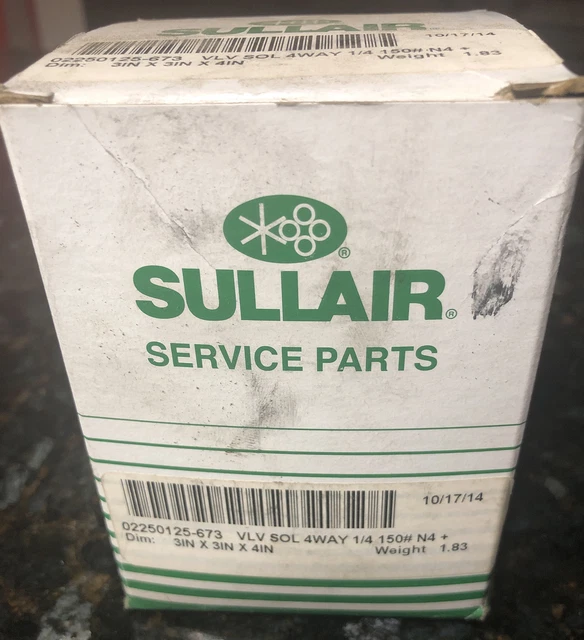 SULLAIR
10/17/14
02250125-673 VLV SOL 4WAY 1/4 150# N4 +
Dim: 3IN X 3IN X 4IN Weight 1.83
®
SULLAIR®
SERVICE PARTS
10/17/14
02250125-673 VLV SOL 4WAY 1/4 150# N4 +
Dim: 3IN X 3IN X 4IN Weight 1.83